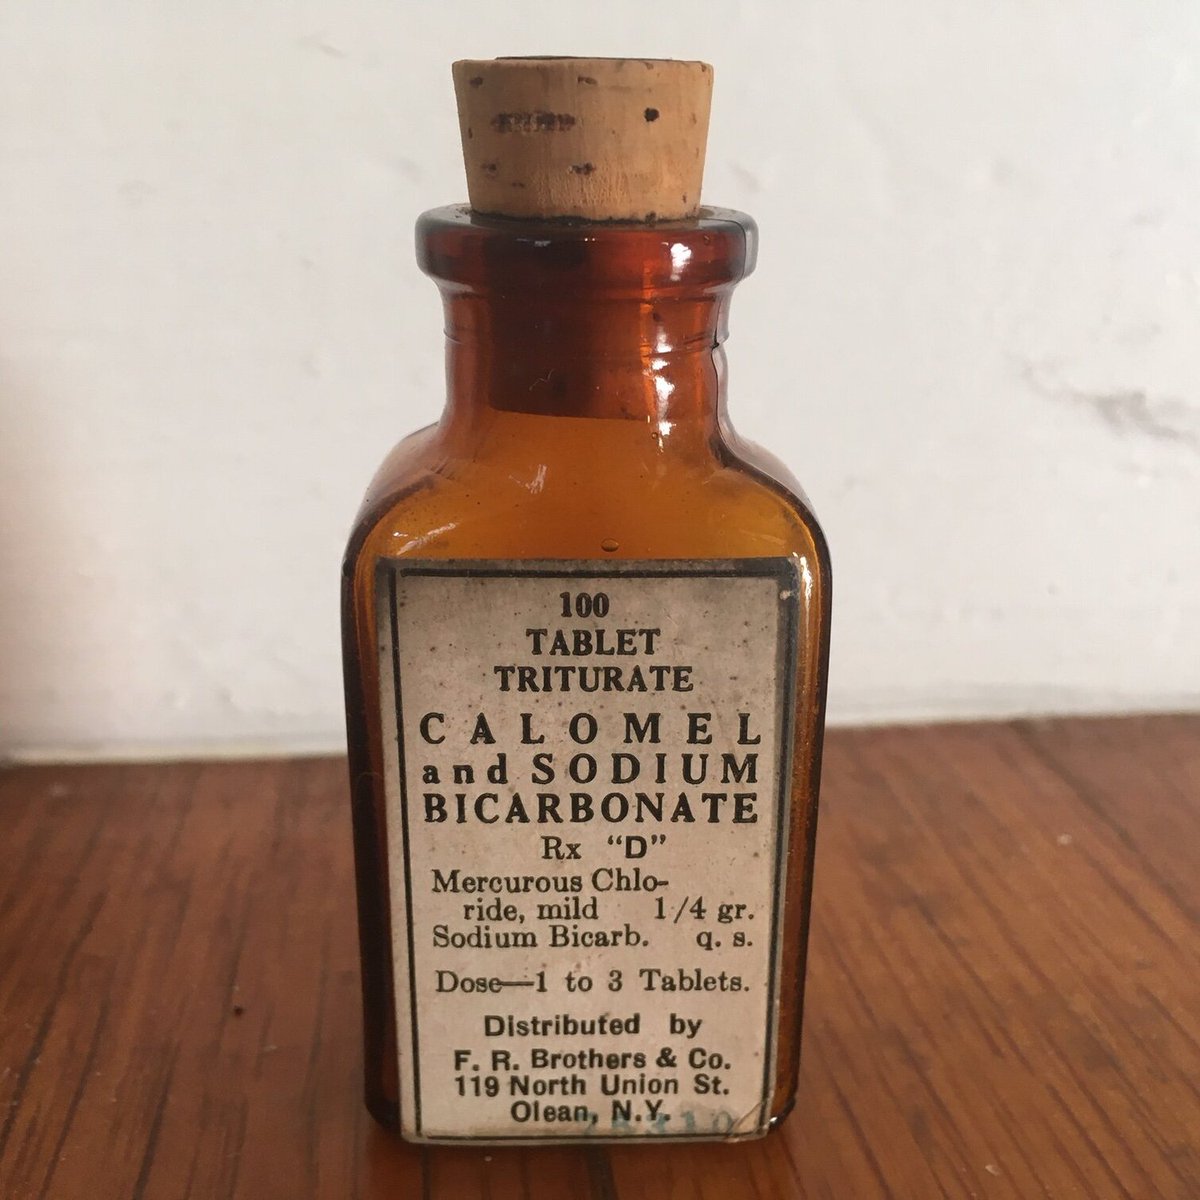 100
TABLET
TRITURATE
CALOMEL
and SODIUM
BICARBONATE
Rx "D"
Mercurous Chlo-
ride, mild 1/4 gr.
Sodium Bicarb. q. s.
Dose—1 to 3 Tablets.
Distributed by
F. R. Brothers & Co.
119 North Union St.
Olean, N.Y.